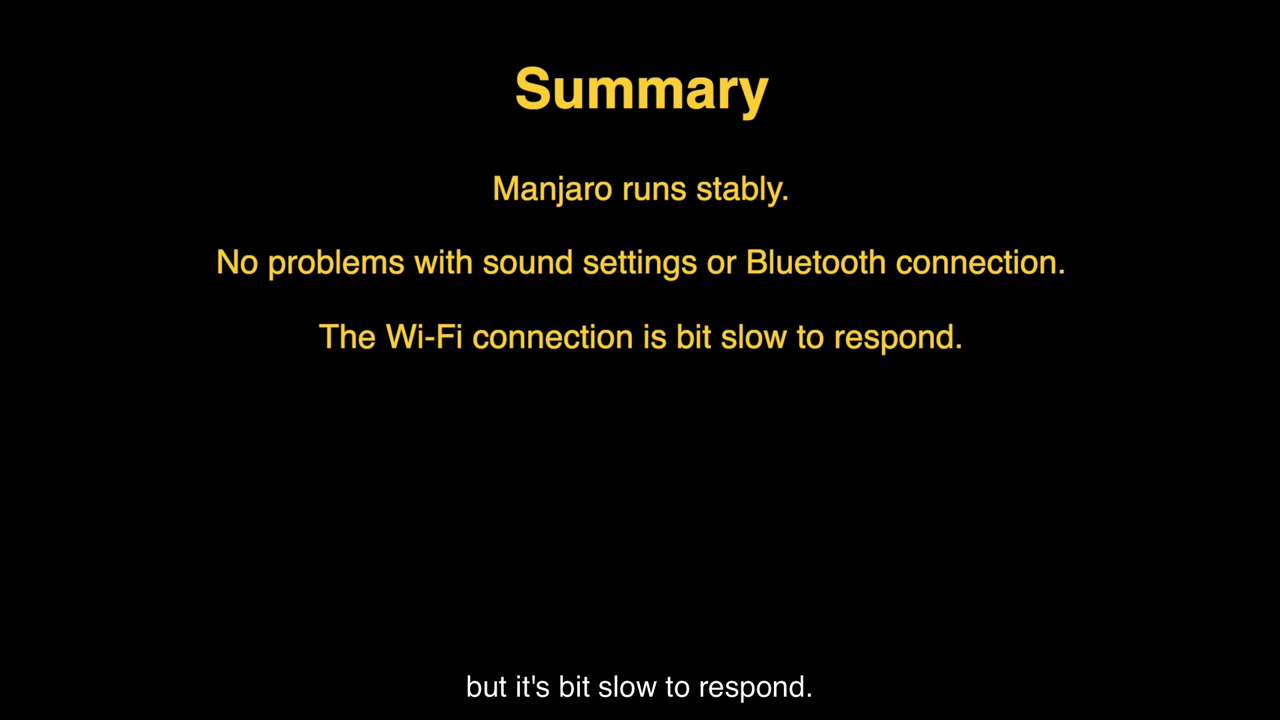 Summary
Manjaro runs stably.
No problems with sound settings or Bluetooth connection.
The Wi-Fi connection is bit slow to respond.
but it's bit slow to respond.